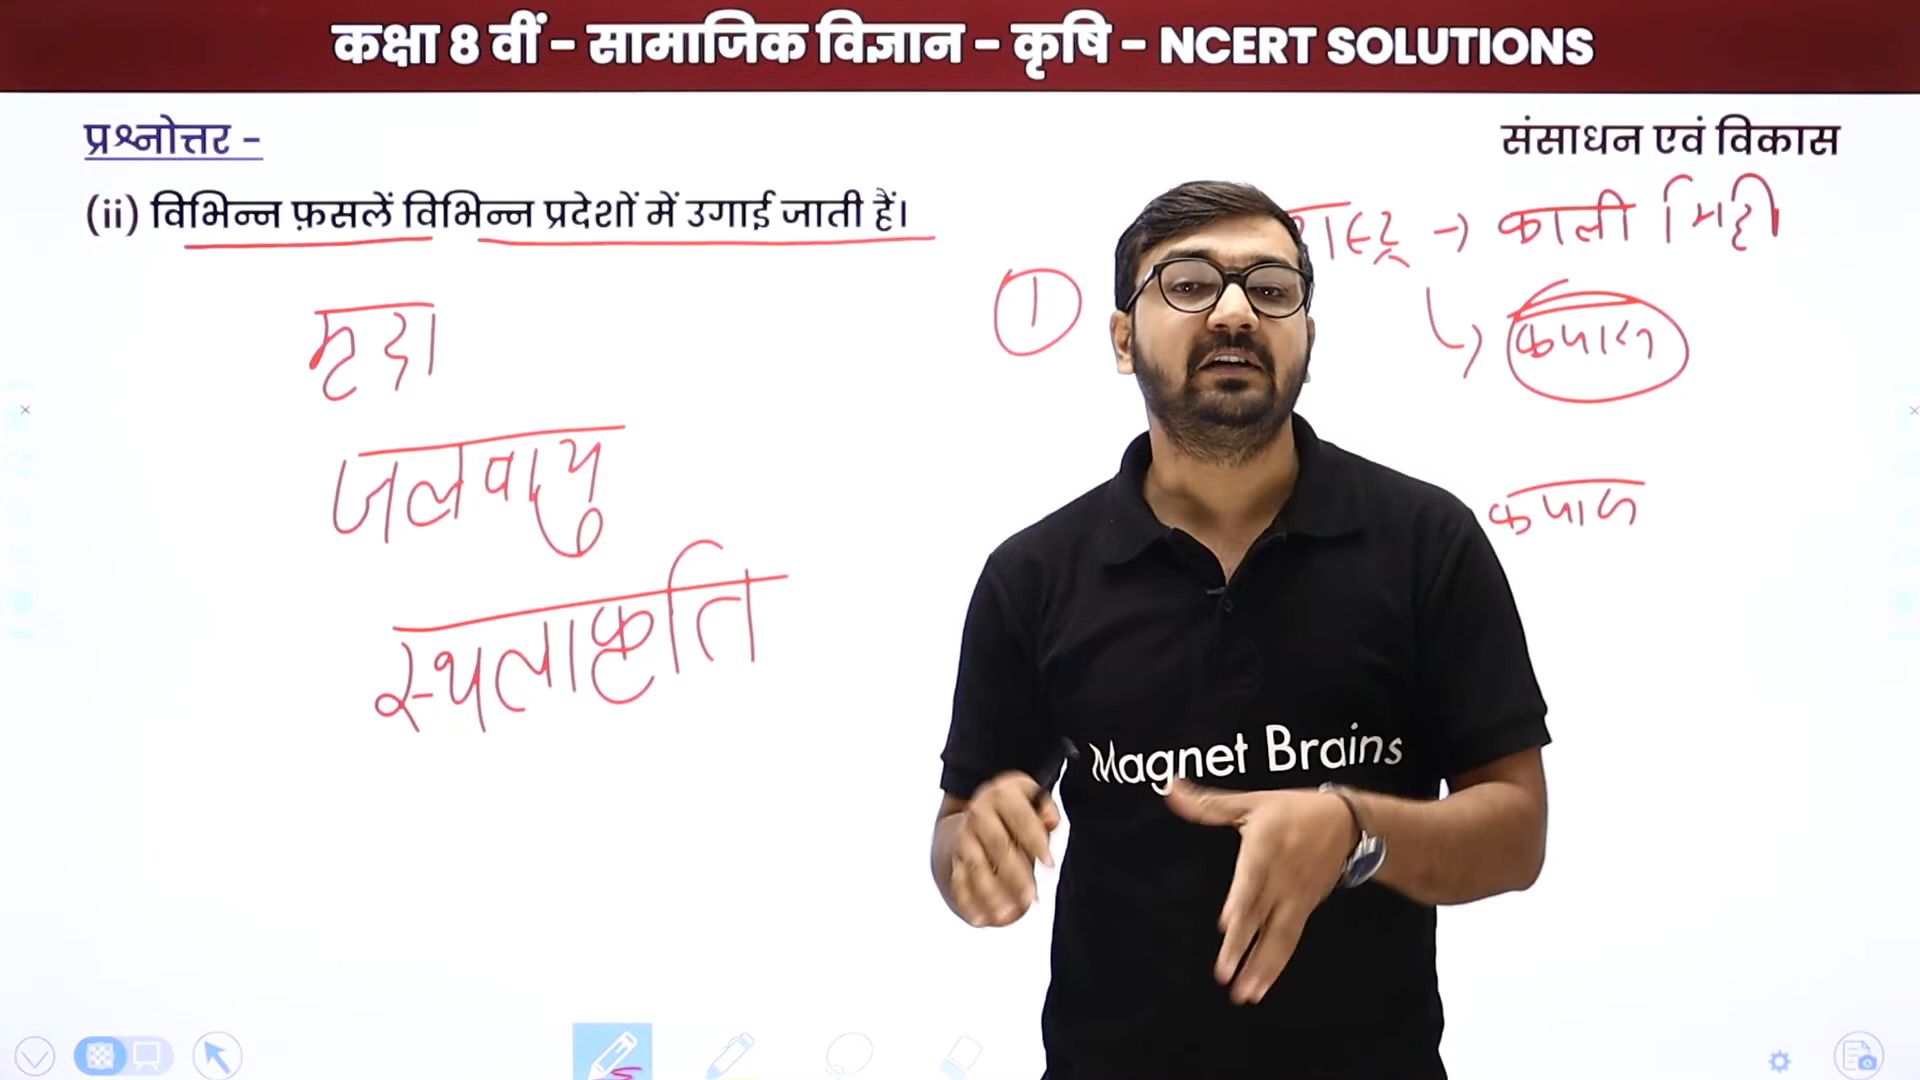 कक्षा 8 वीं - सामाजिक विज्ञान - कृषि - NCERT SOLUTIONS
प्रश्नोत्तर -
संसाधन एवं विकास
(ii) विभिन्न फ़सलें विभिन्न प्रदेशों में उगाई जाती हैं।
→ काली मिट्टी
1
कपास
मृदा
जलवायु
कपास
स्थलाकृति
Magnet Brains